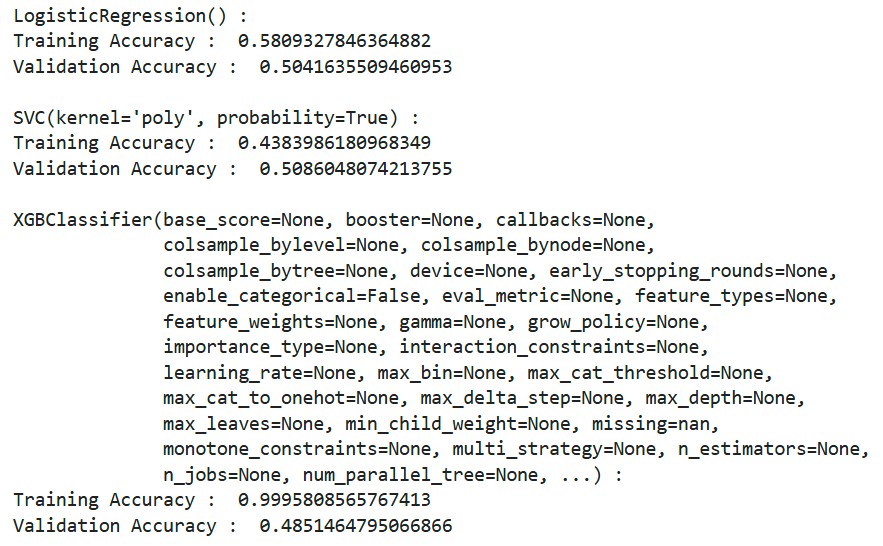 LogisticRegression() :
Training Accuracy :  0.5809327846364882
Validation Accuracy :  0.5041635509460953

SVC(kernel='poly', probability=True) :
Training Accuracy :  0.4383986180968349
Validation Accuracy :  0.5086048074213755

XGBClassifier(base_score=None, booster=None, callbacks=None,
              colsample_bylevel=None, colsample_bynode=None,
              colsample_bytree=None, device=None, early_stopping_rounds=None,
              enable_categorical=False, eval_metric=None, feature_types=None,
              feature_weights=None, gamma=None, grow_policy=None,
              importance_type=None, interaction_constraints=None,
              learning_rate=None, max_bin=None, max_cat_threshold=None,
              max_cat_to_onehot=None, max_delta_step=None, max_depth=None,
              max_leaves=None, min_child_weight=None, missing=nan,
              monotone_constraints=None, multi_strategy=None, n_estimators=None,
              n_jobs=None, num_parallel_tree=None, ...) :
Training Accuracy :  0.9995808565767413
Validation Accuracy :  0.4851464795066866